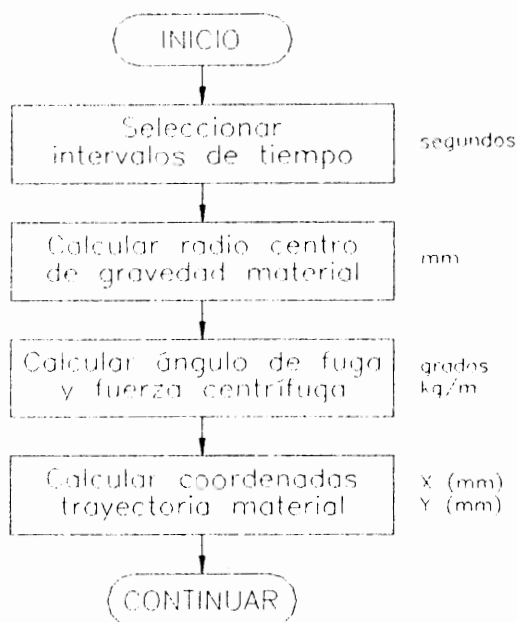 INICIO
Seleccionar
intervalos de tiempo
segundos
Calcular radio centro
de gravedad material
mm
Calcular ángulo de fuga
y fuerza centrífuga
grados
kg/m
Calcular coordenadas
trayectoria material
X (mm)
Y (mm)
CONTINUAR